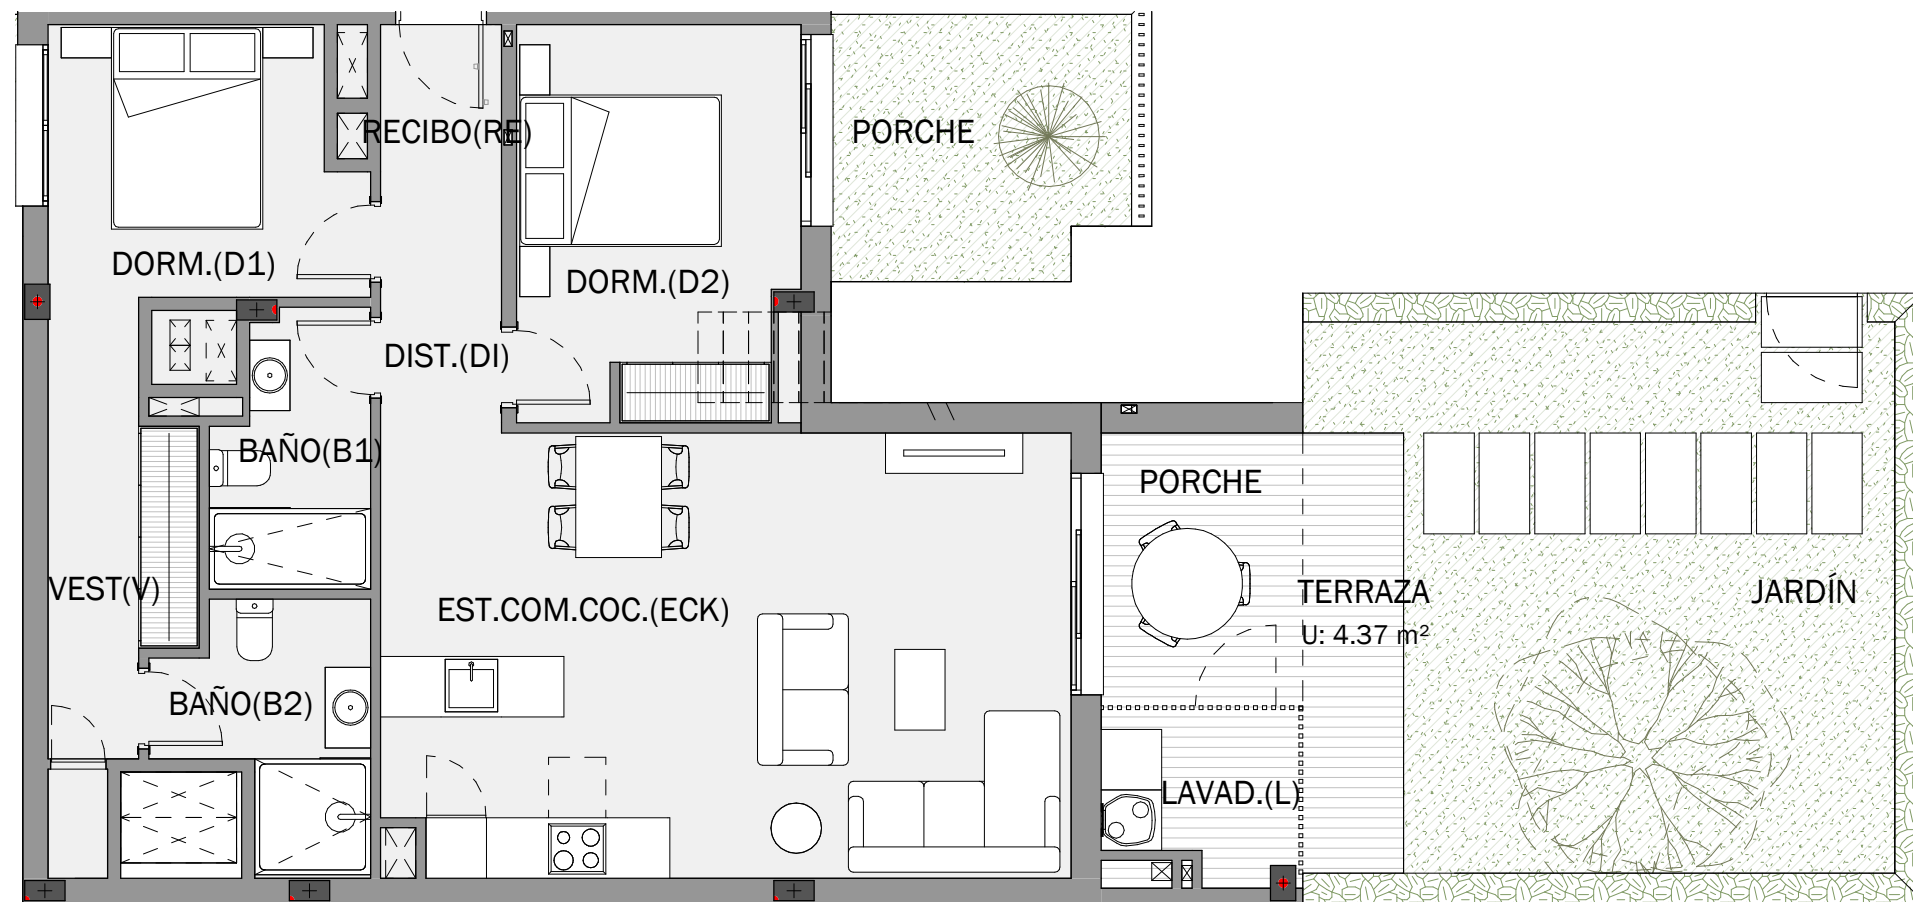 RECIBO(RE)
PORCHE
DORM.(D1)
DORM.(D2)
DIST.(DI)
BAÑO(B1)
PORCHE
VEST(V)
EST.COM.COC.(ECK)
TERRAZA
U: 4.37 m²
JARDÍN
BAÑO(B2)
LAVAD.(L)